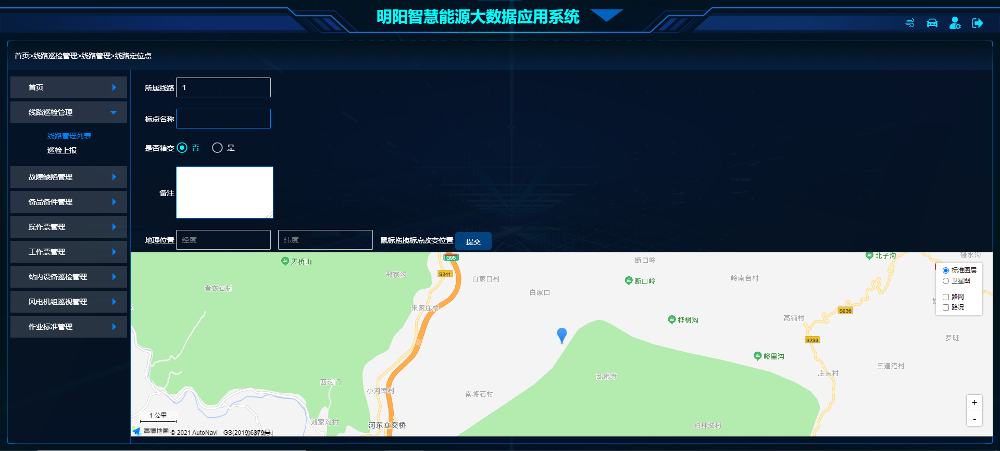 明阳智慧能源大数据应用系统
首页>线路巡检管理>线路管理>线路定位点
首页
线路巡检管理
线路管理列表
巡检上报
故障缺陷管理
备品备件管理
操作票管理
工作票管理
站内设备巡检管理
风电机组巡视管理
作业标准管理
所属线路 1
标点名称
是否箱变 否 是
备注
地理位置 经度 纬度 鼠标拖拽标点改变位置 提交
天桥山
G95
断口岭
北子沟
碰水沟
邢家沟
S241
白家口村
断口岭
岭南台村
标准图层
卫星图
者衣石村
白家口
路网
路况
宋家庄村
S236
高铺村
桦树沟
S236
罗班
峪里沟
三道港村
庄头村
乱佛寺
西沟门
小河南村
南将石村
+
-
1 公里
刘家沟村
河东立交桥
柏林城村
高德地图 © 2021 AutoNavi - GS(2019)6379号
村